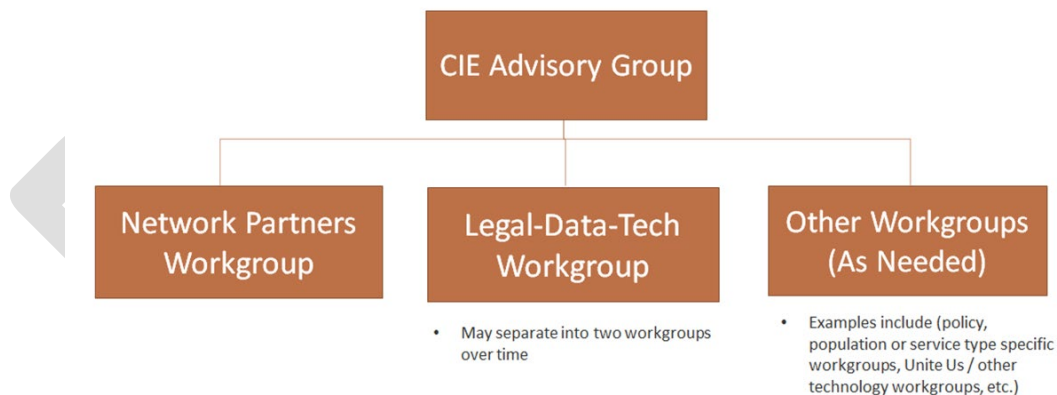 CIE Advisory Group
Network Partners
Workgroup
Legal-Data-Tech
Workgroup
Other Workgroups
(As Needed)
• May separate into two workgroups
over time
• Examples include (policy,
population or service type specific
workgroups, Unite Us / other
technology workgroups, etc.)